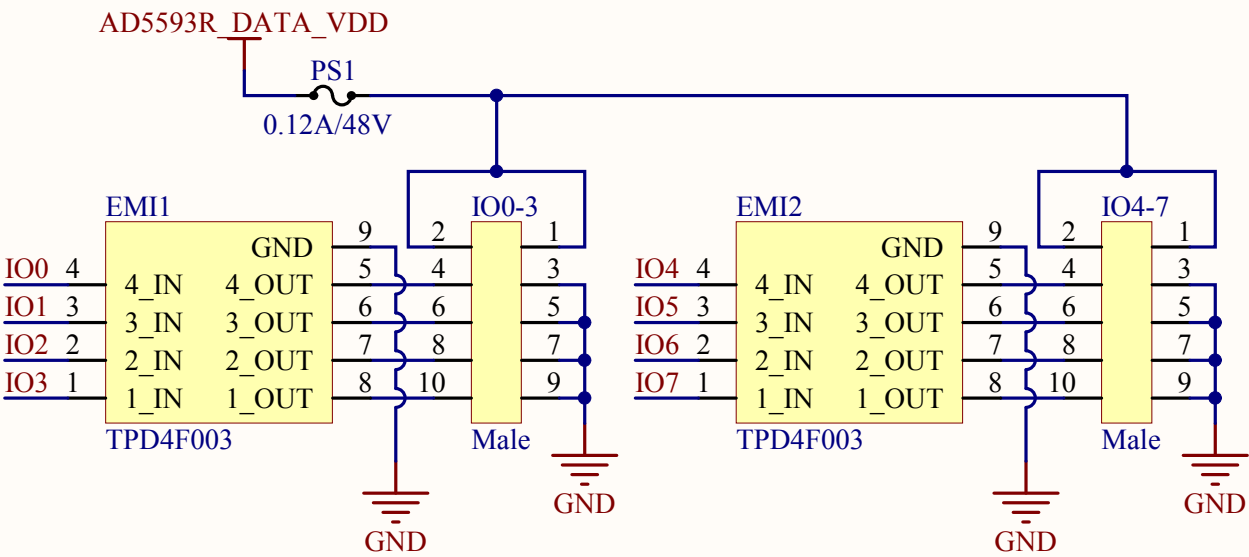 AD5593R_DATA_VDD
PS1
0.12A/48V
EMI1
IO0-3
EMI2
IO4-7
GND 9 2 1 GND 9 2 1
IO0 4 4_IN 4_OUT 5 4 3 IO4 4 4_IN 4_OUT 5 4 3
IO1 3 3_IN 3_OUT 6 6 5 IO5 3 3_IN 3_OUT 6 6 5
IO2 2 2_IN 2_OUT 7 8 7 IO6 2 2_IN 2_OUT 7 8 7
IO3 1 1_IN 1_OUT 8 10 9 IO7 1 1_IN 1_OUT 8 10 9
TPD4F003 Male TPD4F003 Male
GND GND
GND GND